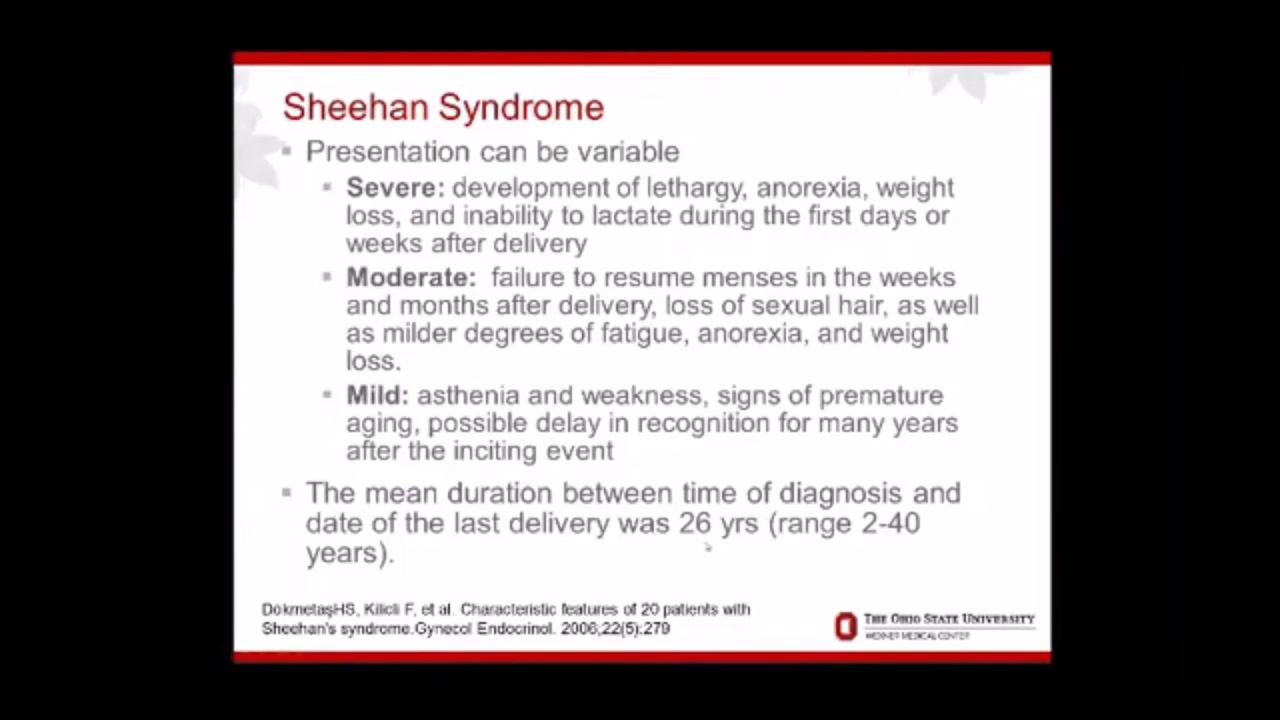 Sheehan Syndrome
Presentation can be variable
Severe: development of lethargy, anorexia, weight
loss, and inability to lactate during the first days or
weeks after delivery
Moderate: failure to resume menses in the weeks
and months after delivery, loss of sexual hair, as well
as milder degrees of fatigue, anorexia, and weight
loss.
Mild: asthenia and weakness, signs of premature
aging, possible delay in recognition for many years
after the inciting event
The mean duration between time of diagnosis and
date of the last delivery was 26 yrs (range 2-40
years).
DökmetaşHS, Kilicli F, et al. Characteristic features of 20 patients with
Sheehan's syndrome.Gynecol Endocrinol. 2006;22(5):279
THE OHIO STATE UNIVERSITY
WEXNER MEDICAL CENTER